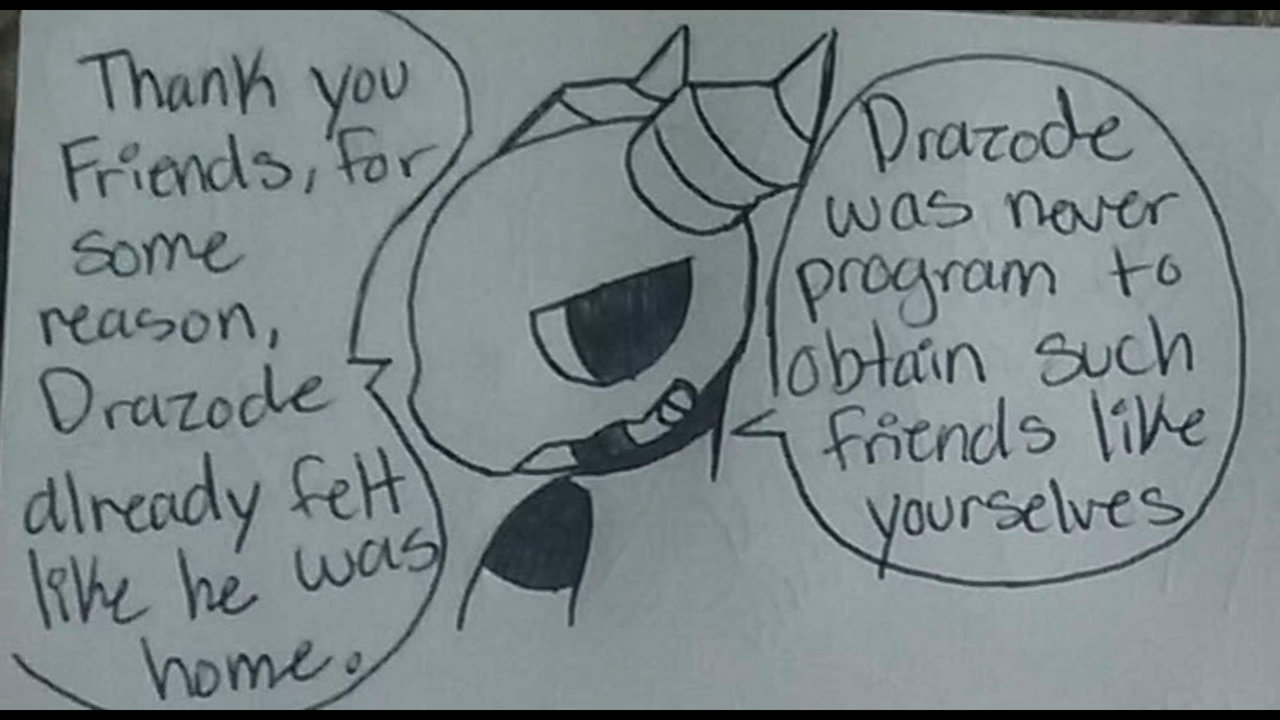 Thank you
Friends, for
some
reason,
Drazode
already felt
like he was
home.
Drazode
was never
program to
obtain such
friends like
yourselves